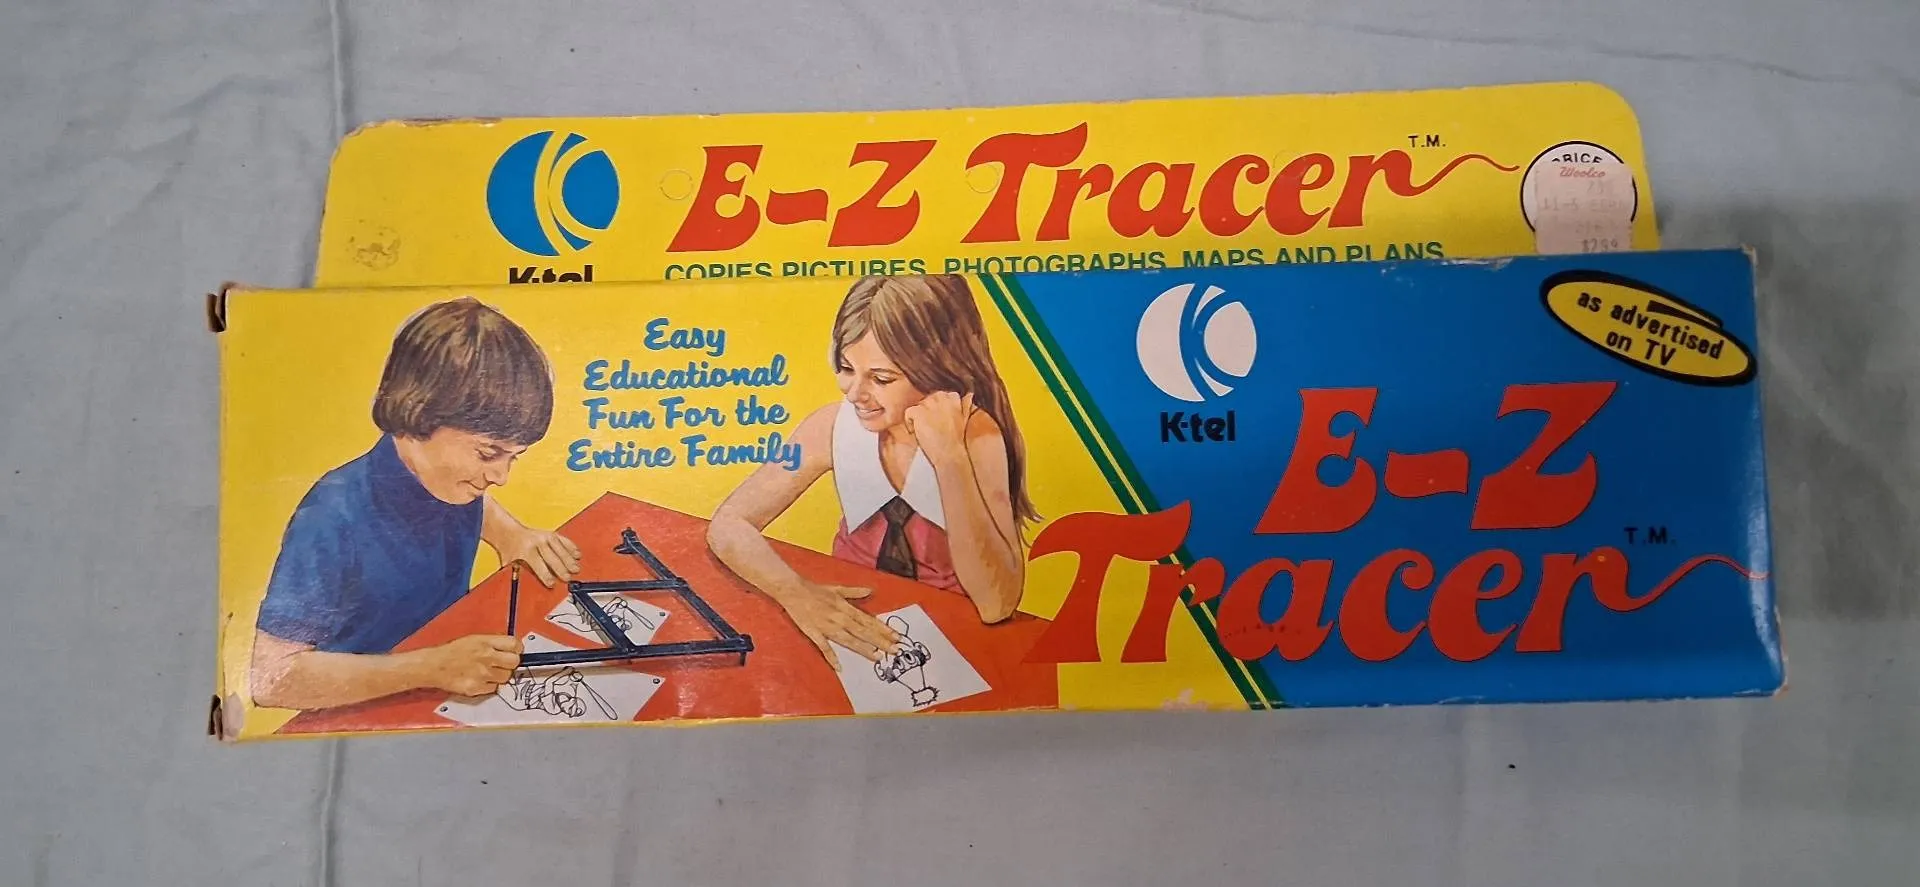 E-Z Tracer T.M.
PRICE
Woolco
K-tel
COPIES PICTURES, PHOTOGRAPHS, MAPS AND PLANS
Easy
Educational
Fun For the
Entire Family
K-tel
as advertised
on TV
E-Z
Tracer T.M.